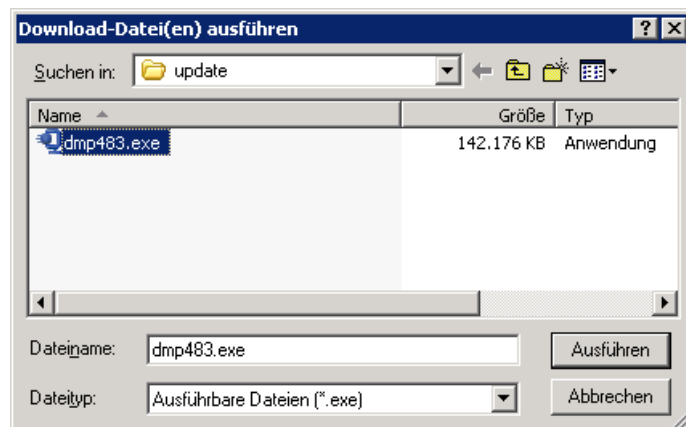 Download-Datei(en) ausführen
Suchen in: update
Name Größe Typ
dmp483.exe 142.176 KB Anwendung
Dateiname: dmp483.exe Ausführen
Dateityp: Ausführbare Dateien (*.exe) Abbrechen